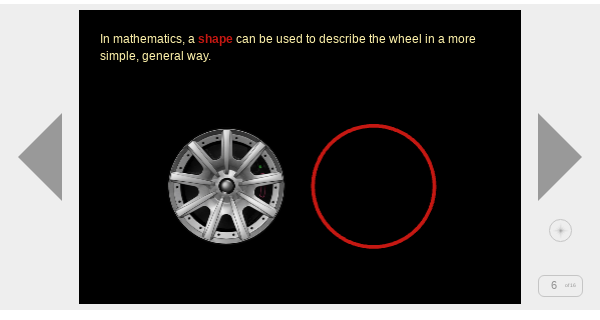 In mathematics, a shape can be used to describe the wheel in a more
simple, general way.
6 of 16